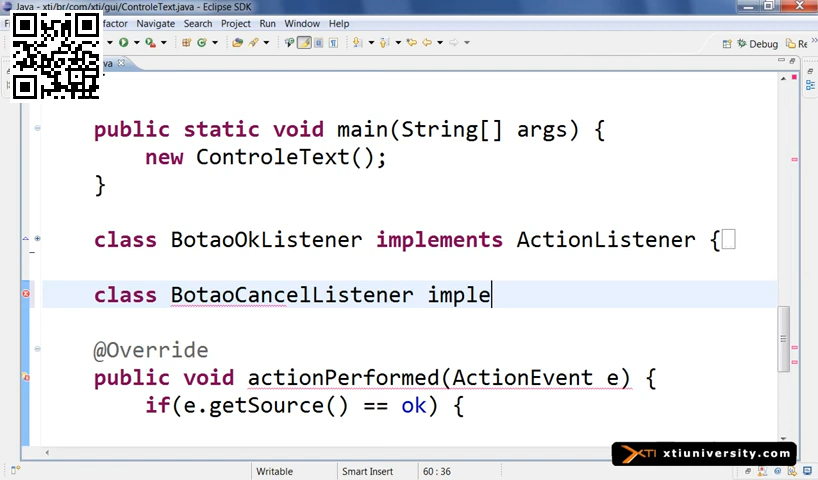 Java - xti/br/com/xti/gui/ControleText.java - Eclipse SDK
factor Navigate Search Project Run Window Help
Debug Re
public static void main(String[] args) {
new ControleText();
}
class BotaoOkListener implements ActionListener {
class BotaoCancelListener imple
@Override
public void actionPerformed(ActionEvent e) {
if(e.getSource() == ok) {
XTI xtiuniversity.com
Writable Smart Insert 60 : 36